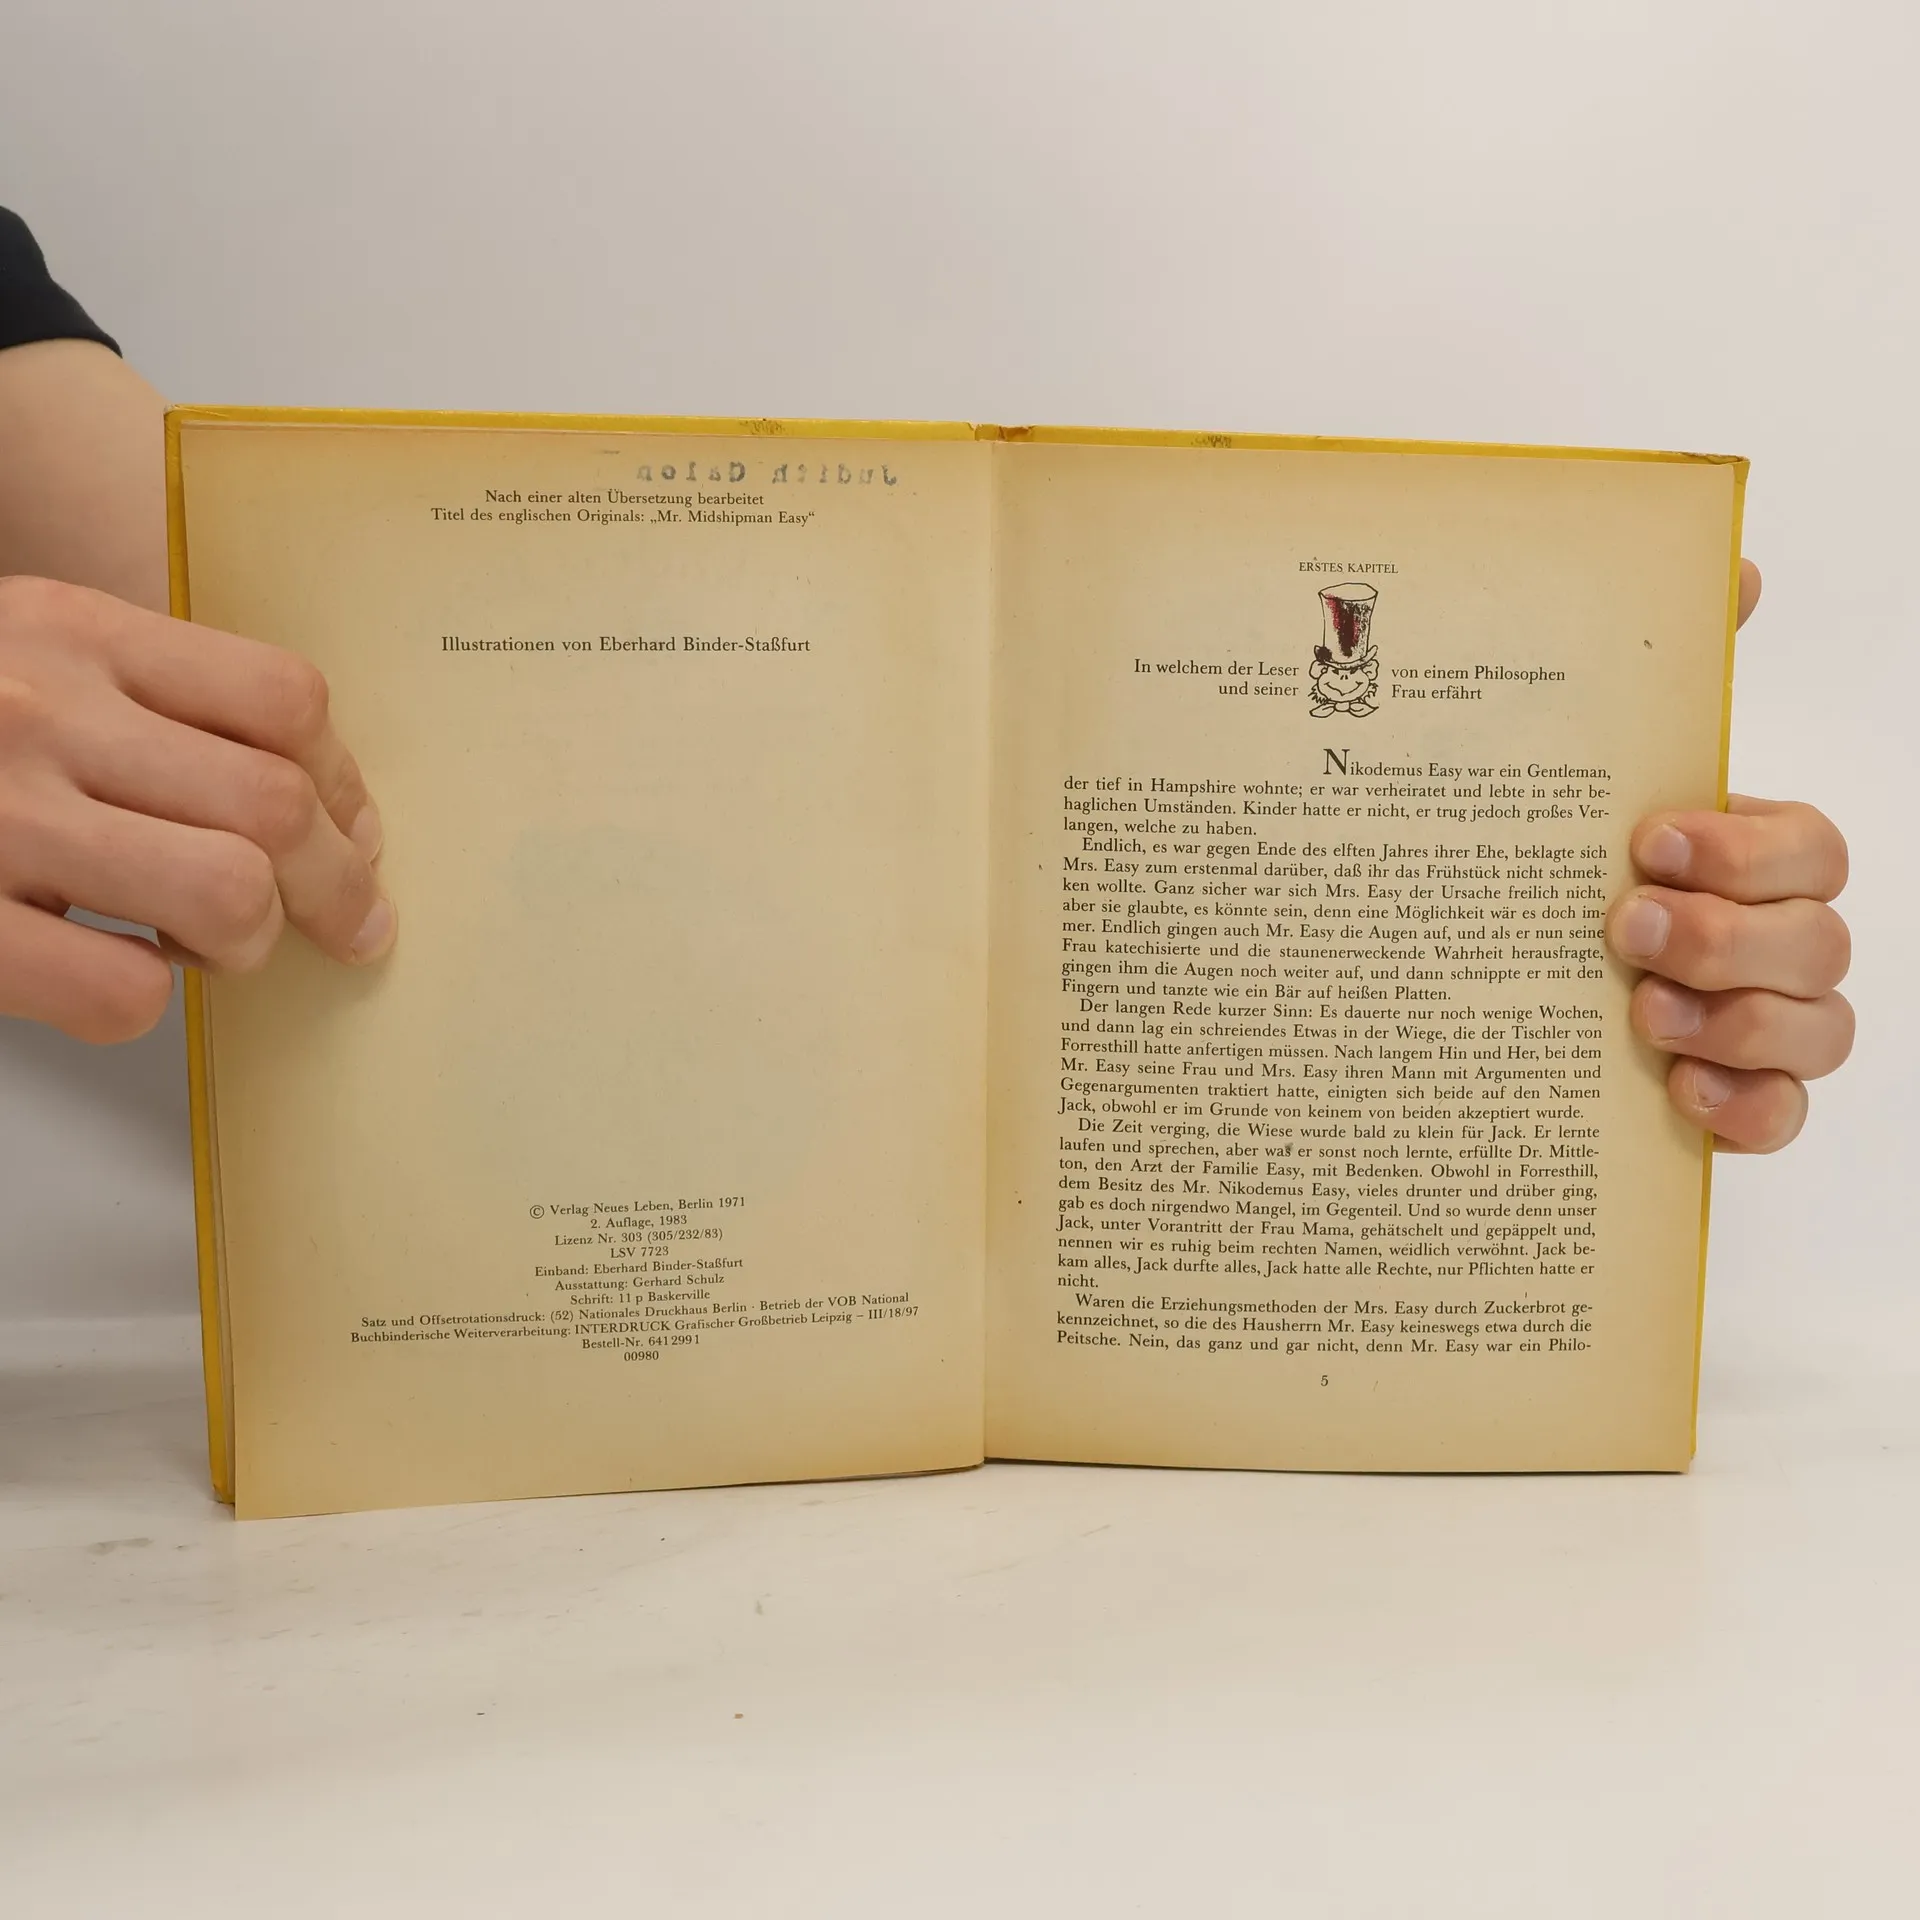 Judith Galon
Nach einer alten Übersetzung bearbeitet
Titel des englischen Originals: „Mr. Midshipman Easy“
Illustrationen von Eberhard Binder-Staßfurt
© Verlag Neues Leben, Berlin 1971
2. Auflage, 1983
Lizenz Nr. 303 (305/232/83)
LSV 7723
Einband: Eberhard Binder-Staßfurt
Ausstattung: Gerhard Schulz
Schrift: 11 p Baskerville
Satz und Offsetrotationsdruck: (52) Nationales Druckhaus Berlin · Betrieb der VOB National
Buchbinderische Weiterverarbeitung: INTERDRUCK Grafischer Großbetrieb Leipzig – III/18/97
Bestell-Nr. 641 299 1
00980
ERSTES KAPITEL
In welchem der Leser von einem Philosophen
und seiner Frau erfährt
Nikodemus Easy war ein Gentleman,
der tief in Hampshire wohnte; er war verheiratet und lebte in sehr be-
haglichen Umständen. Kinder hatte er nicht, er trug jedoch großes Ver-
langen, welche zu haben.
Endlich, es war gegen Ende des elften Jahres ihrer Ehe, beklagte sich
Mrs. Easy zum erstenmal darüber, daß ihr das Frühstück nicht schmek-
ken wollte. Ganz sicher war sich Mrs. Easy der Ursache freilich nicht,
aber sie glaubte, es könnte sein, denn eine Möglichkeit wär es doch im-
mer. Endlich gingen auch Mr. Easy die Augen auf, und als er nun seine
Frau katechisierte und die staunenerweckende Wahrheit herausfragte,
gingen ihm die Augen noch weiter auf, und dann schnippte er mit den
Fingern und tanzte wie ein Bär auf heißen Platten.
Der langen Rede kurzer Sinn: Es dauerte nur noch wenige Wochen,
und dann lag ein schreiendes Etwas in der Wiege, die der Tischler von
Forresthill hatte anfertigen müssen. Nach langem Hin und Her, bei dem
Mr. Easy seine Frau und Mrs. Easy ihren Mann mit Argumenten und
Gegenargumenten traktiert hatte, einigten sich beide auf den Namen
Jack, obwohl er im Grunde von keinem von beiden akzeptiert wurde.
Die Zeit verging, die Wiese wurde bald zu klein für Jack. Er lernte
laufen und sprechen, aber was er sonst noch lernte, erfüllte Dr. Mittle-
ton, den Arzt der Familie Easy, mit Bedenken. Obwohl in Forresthill,
dem Besitz des Mr. Nikodemus Easy, vieles drunter und drüber ging,
gab es doch nirgendwo Mangel, im Gegenteil. Und so wurde denn unser
Jack, unter Vorantritt der Frau Mama, gehätschelt und gepäppelt und,
nennen wir es ruhig beim rechten Namen, weidlich verwöhnt. Jack be-
kam alles, Jack durfte alles, Jack hatte alle Rechte, nur Pflichten hatte er
nicht.
Waren die Erziehungsmethoden der Mrs. Easy durch Zuckerbrot ge-
kennzeichnet, so die des Hausherrn Mr. Easy keineswegs etwa durch die
Peitsche. Nein, das ganz und gar nicht, denn Mr. Easy war ein Philo-
5